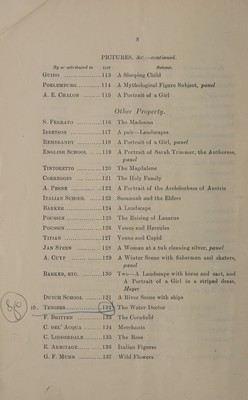 8
PICTURES, &c.—continued.
By or attributed to LOT Subject.
GUIDO 113 A Sleeping Child
POELEMBURG 114 A Mythological Figure Subject, panel
A. E. CHALON 115 A Portrait of a Girl
Other Property.
S. FERRATO 116 The Madonna
IBBETSON 117 A pair—Landscapes
REMBRANDT 118 A Portrait of a Girl, panel
ENGLISH SCHOOL 119 A Portrait of Sarah Trimmer, the Authoress,
panel
TINTORETTO 120 The Magdalene
CORREGGIO 121 The Holy Family
A. PESNE 122 A Portrait of the Archduchess of Austria
ITALIAN SCHOOL 123 Susannah and the Elders
BARKER 124 A Landscape
POUSSIN 125 The Raising of Lazarus
POUSSIN 126 Venus and Hercules
TITIAN 127 Venus and Cupid
JAN STEEN 128 A Woman at a tub cleaning silver, panel
A. CUYP 129 A Winter Scene with fisherman and skaters,
panel
BARKER, ETC. 130 Two—A Landscape with horse and cart, and
A Portrait of a Girl in a striped dress,
Mayer
DUTCH SCHOOL 131 A River Scene with ships
TENIERS 132 The Water Doctor
F. SMITTEN 133 The Cornfield
C. DEL' ACQUA 134 Merchants
C. LIDDERDALE 135 The Rose
E. ARMITAGE 136 Italian Figures
G. F. MUNN 137 Wild Flowers